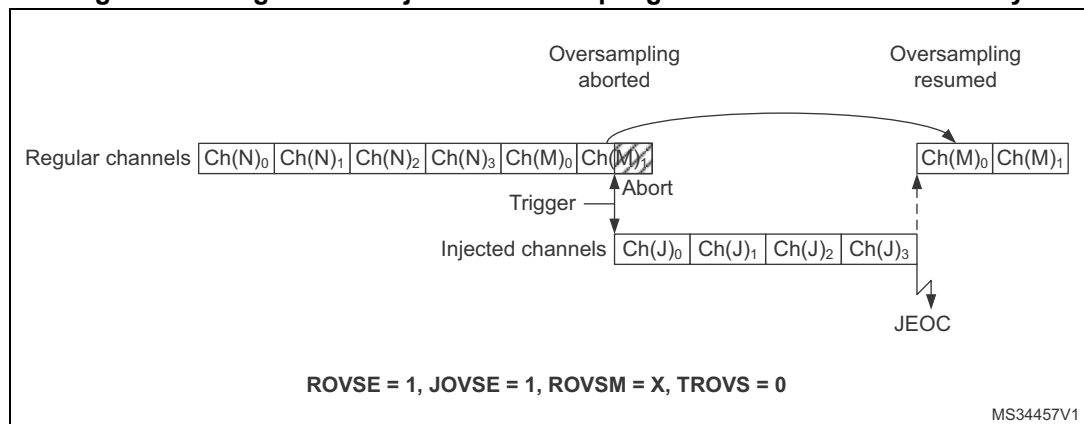 Oversampling aborted
Oversampling resumed
Regular channels Ch(N)₀ Ch(N)₁ Ch(N)₂ Ch(N)₃ Ch(M)₀ Ch(M)₁ Ch(M)₀ Ch(M)₁
Abort
Trigger
Injected channels Ch(J)₀ Ch(J)₁ Ch(J)₂ Ch(J)₃
JEOC
ROVSE = 1, JOVSE = 1, ROVSM = X, TROVS = 0
MS34457V1